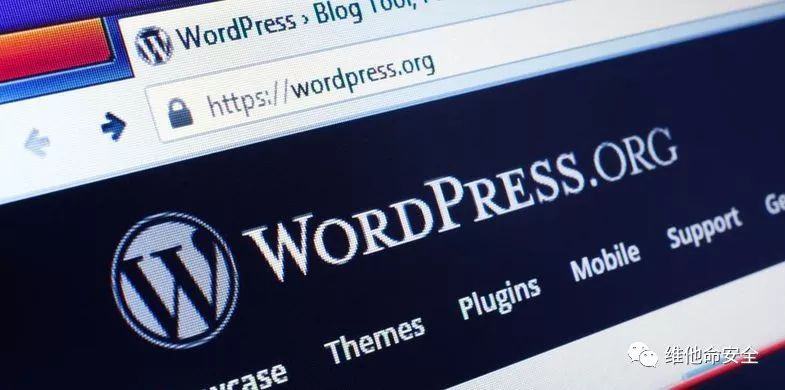 WordPress › Blog Tool,
https://wordpress.org
WORDPRESS.ORG
Themes Plugins Mobile Support
维他命安全